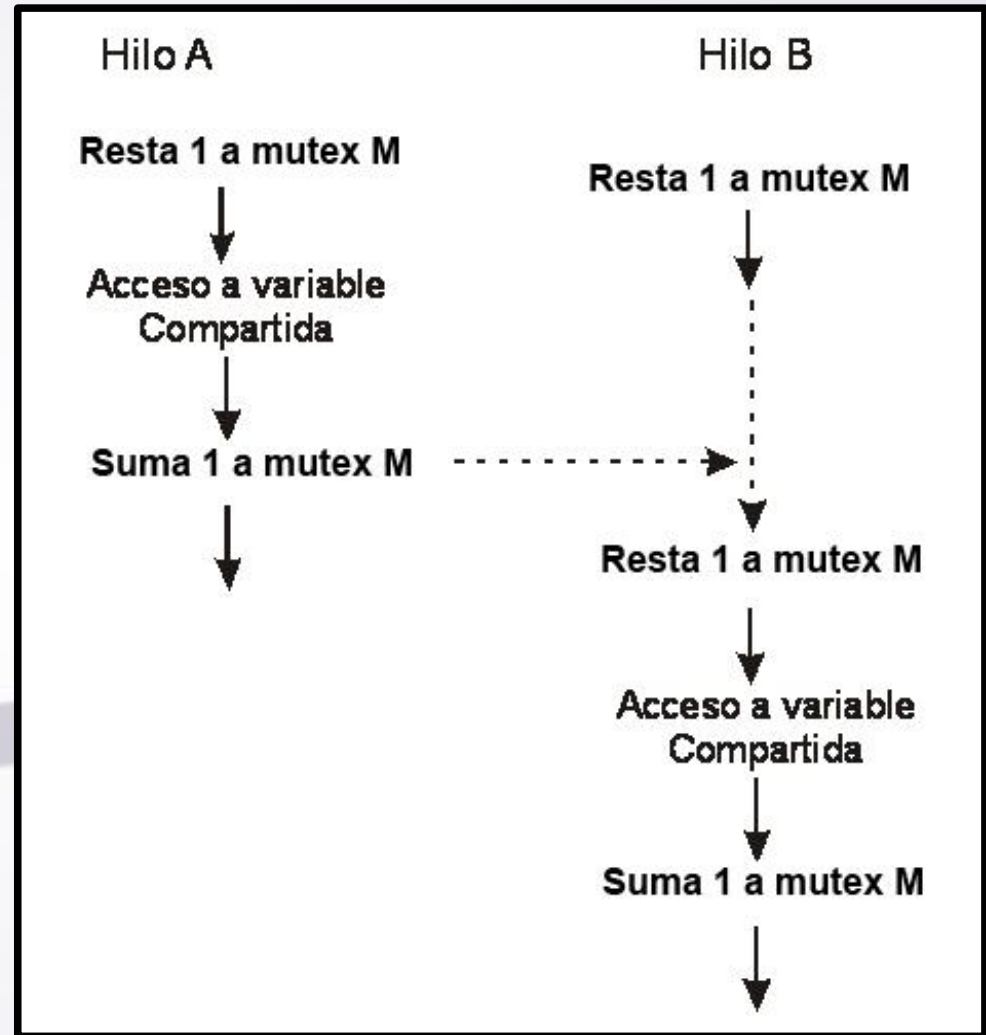 Hilo A
Resta 1 a mutex M
Acceso a variable
Compartida
Suma 1 a mutex M
Hilo B
Resta 1 a mutex M
Resta 1 a mutex M
Acceso a variable
Compartida
Suma 1 a mutex M